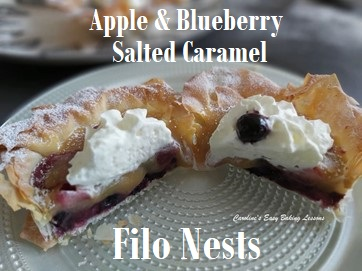 Apple & Blueberry
Salted Caramel
Caroline's Easy Baking Lessons
Filo Nests